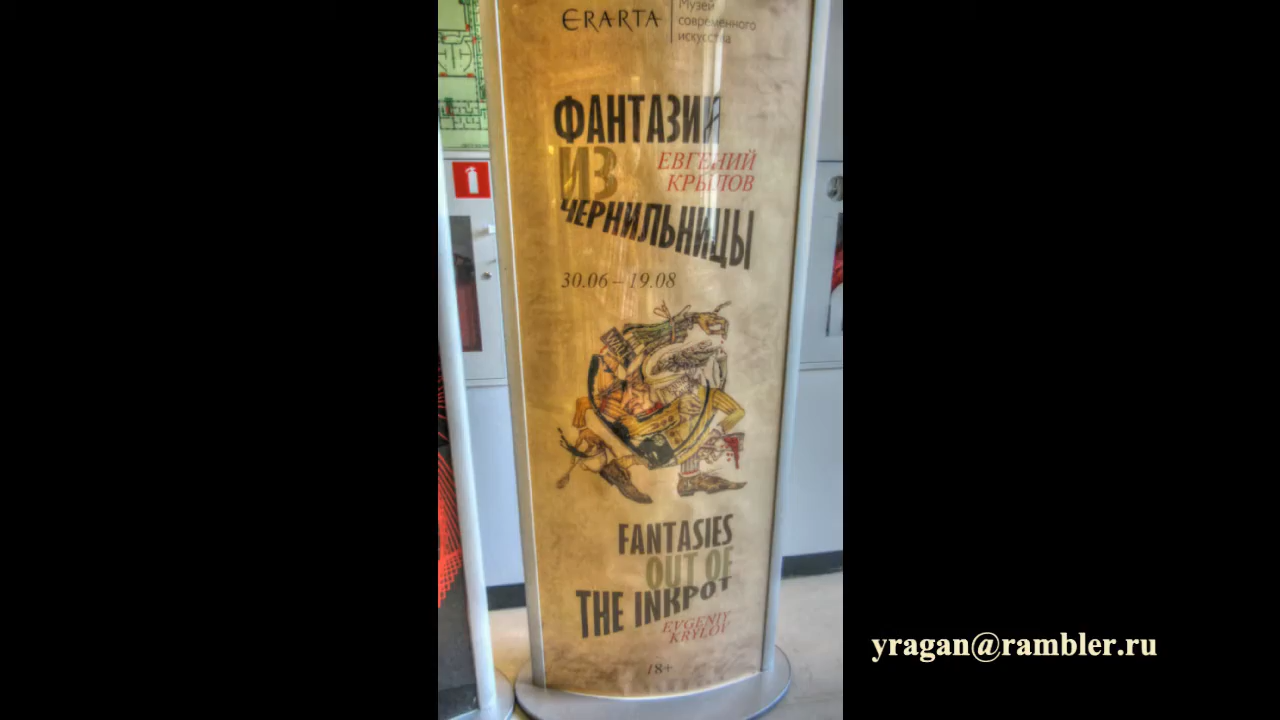 ERARTA
Музей
современного
искусства
ФАНТАЗИИ
ИЗ
ЕВГЕНИЙ
КРЫЛОВ
ЧЕРНИЛЬНИЦЫ
30.06 – 19.08
FANTASIES
OUT OF
THE INKPOT
EVGENIY
KRYLOV
18+
yragan@rambler.ru